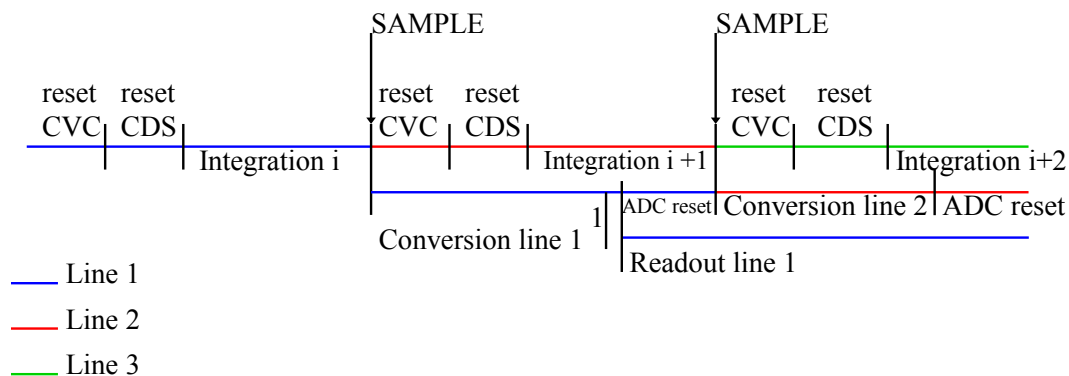 SAMPLE SAMPLE
reset reset reset reset reset reset
CVC CDS CVC CDS CVC CDS
Integration i Integration i +1 Integration i+2
1 ADC reset Conversion line 2 ADC reset
Conversion line 1
Readout line 1
Line 1
Line 2
Line 3